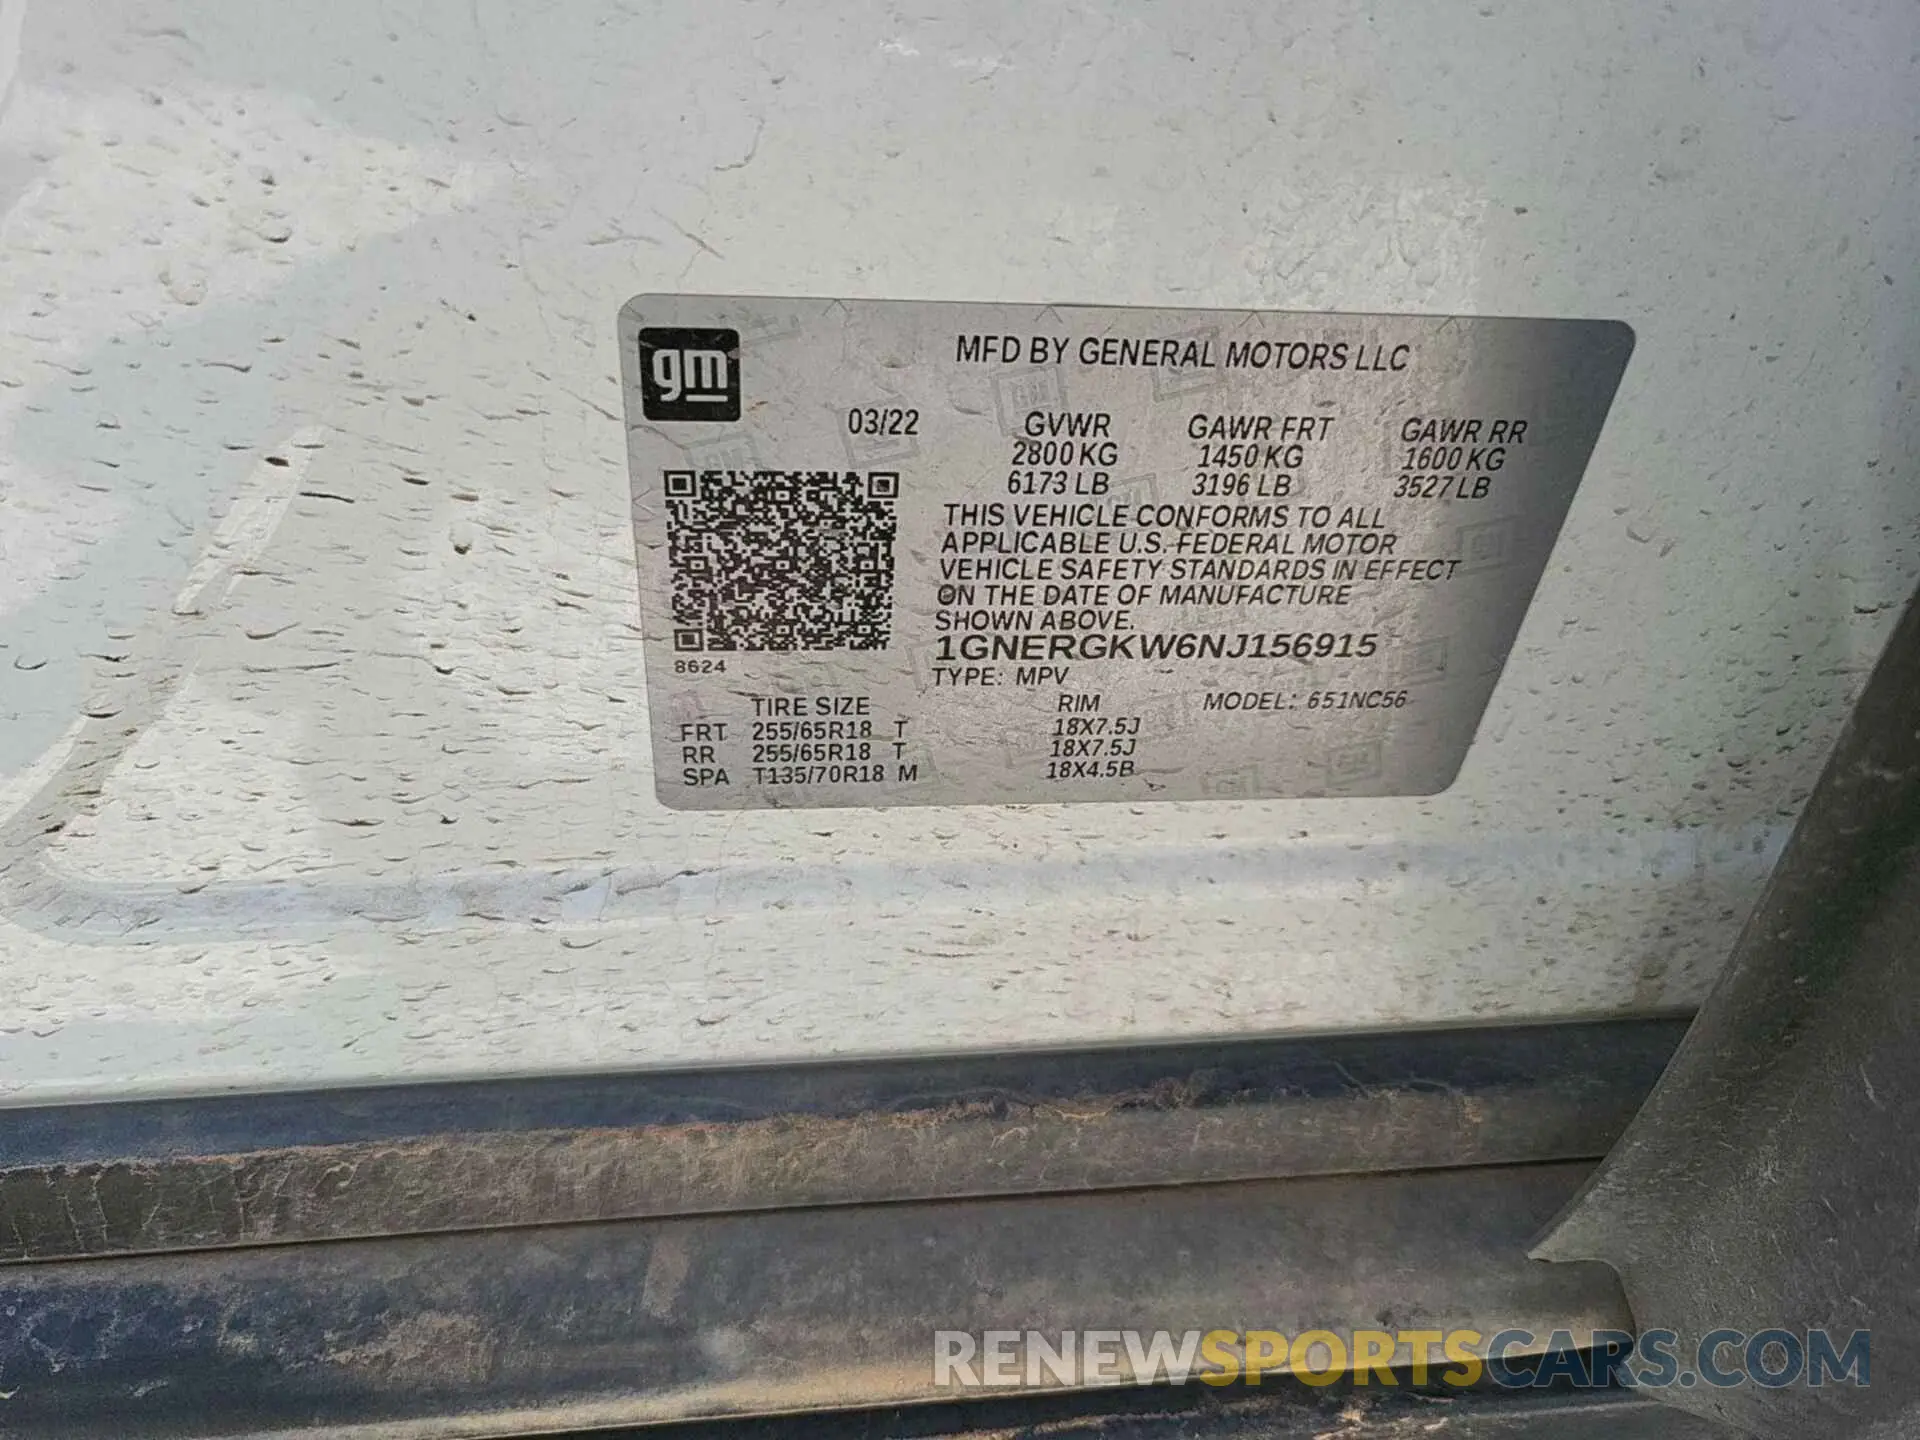 gm
MFD BY GENERAL MOTORS LLC
03/22 GVWR GAWR FRT GAWR RR
2800 KG 1450 KG 1600 KG
6173 LB 3196 LB 3527 LB
THIS VEHICLE CONFORMS TO ALL
APPLICABLE U.S. FEDERAL MOTOR
VEHICLE SAFETY STANDARDS IN EFFECT
ON THE DATE OF MANUFACTURE
SHOWN ABOVE.
1GNERGKW6NJ156915
8624
TYPE: MPV
TIRE SIZE RIM MODEL: 651NC56
FRT 255/65R18 T 18X7.5J
RR 255/65R18 T 18X7.5J
SPA T135/70R18 M 18X4.5B
RENEWSPORTSCARS.COM